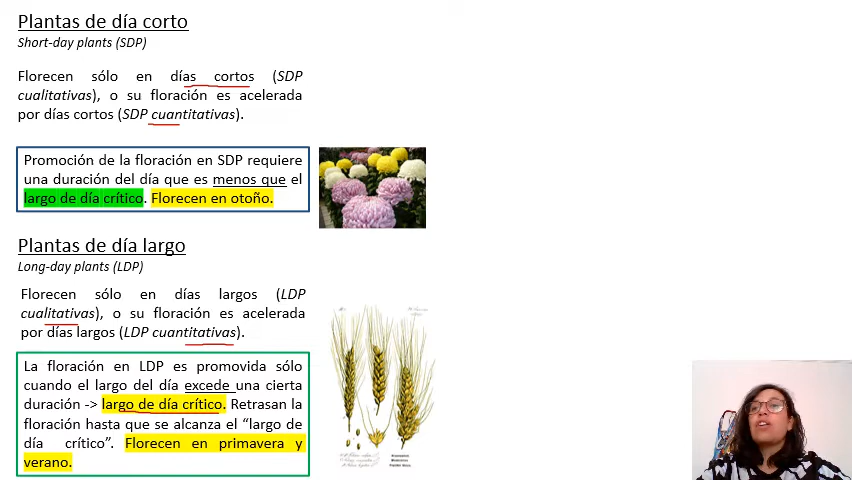 Plantas de día corto
Short-day plants (SDP)
Florecen sólo en días cortos (SDP
cualitativas), o su floración es acelerada
por días cortos (SDP cuantitativas).
Promoción de la floración en SDP requiere
una duración del día que es menos que el
largo de día crítico. Florecen en otoño.
Plantas de día largo
Long-day plants (LDP)
Florecen sólo en días largos (LDP
cualitativas), o su floración es acelerada
por días largos (LDP cuantitativas).
La floración en LDP es promovida sólo
cuando el largo del día excede una cierta
duración -> largo de día crítico. Retrasan la
floración hasta que se alcanza el “largo de
día crítico”. Florecen en primavera y
verano.